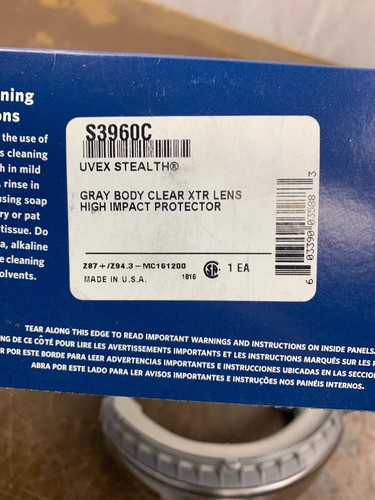 ning
ons
the use of
s cleaning
h in mild
rinse in
using soap
ry or pat
tissue. Do
a, alkaline
e cleaning
olvents.
S3960C
UVEX STEALTH®
GRAY BODY CLEAR XTR LENS
HIGH IMPACT PROTECTOR
Z87+/Z94.3-MC161200
MADE IN U.S.A.
1816
1 EA
6 03390 03588 3
TEAR ALONG THIS EDGE TO READ IMPORTANT WARNINGS AND INSTRUCTIONS ON INSIDE PANELS.
NG DE CE CÔTÉ POUR LIRE LES AVERTISSEMENTS IMPORTANTS ET LES INSTRUCTIONS MARQUÉS SUR LES P
R POR ESTE BORDE PARA LEER ADVERTENCIAS IMPORTANTES E INSTRUCCIONES UBICADAS EN LAS SECCION
ABRA POR ESTE LADO PARA LER AVISOS IMPORTANTES E INSTRUÇÕES NOS PAINÉIS INTERNOS.